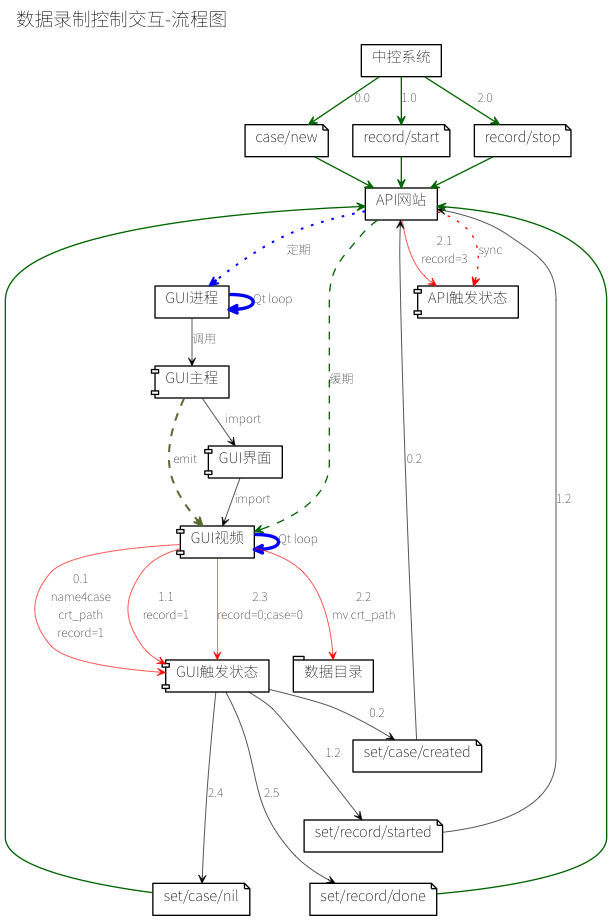 数据录制控制交互-流程图
中控系统
0.0
1.0
2.0
case/new
record/start
record/stop
API网站
定期
2.1
record=3
sync
GUI进程
Qt loop
API触发状态
调用
GUI主程
缓期
import
emit
GUI界面
0.2
import
1.2
GUI视频
Qt loop
0.1
name4case
crt_path
record=1
1.1
record=1
2.3
record=0;case=0
2.2
mv crt_path
GUI触发状态
数据目录
0.2
set/case/created
1.2
2.4
2.5
set/record/started
set/case/nil
set/record/done